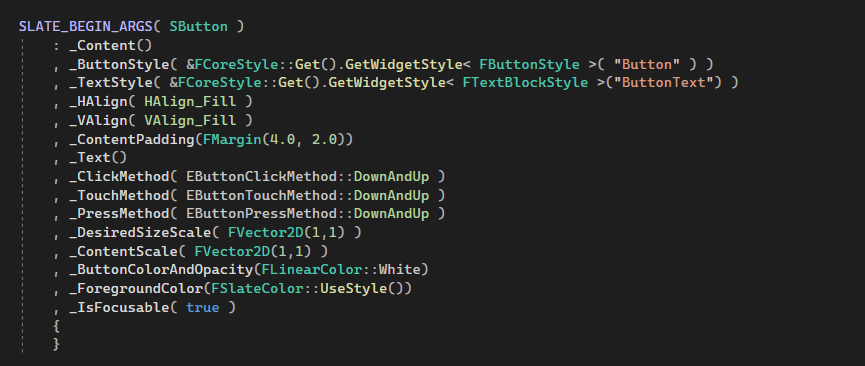 SLATE_BEGIN_ARGS( SButton )
: _Content()
, _ButtonStyle( &FCoreStyle::Get().GetWidgetStyle< FButtonStyle >( "Button" ) )
, _TextStyle( &FCoreStyle::Get().GetWidgetStyle< FTextBlockStyle >("ButtonText") )
, _HAlign( HAlign_Fill )
, _VAlign( VAlign_Fill )
, _ContentPadding(FMargin(4.0, 2.0))
, _Text()
, _ClickMethod( EButtonClickMethod::DownAndUp )
, _TouchMethod( EButtonTouchMethod::DownAndUp )
, _PressMethod( EButtonPressMethod::DownAndUp )
, _DesiredSizeScale( FVector2D(1,1) )
, _ContentScale( FVector2D(1,1) )
, _ButtonColorAndOpacity(FLinearColor::White)
, _ForegroundColor(FSlateColor::UseStyle())
, _IsFocusable( true )
{
}